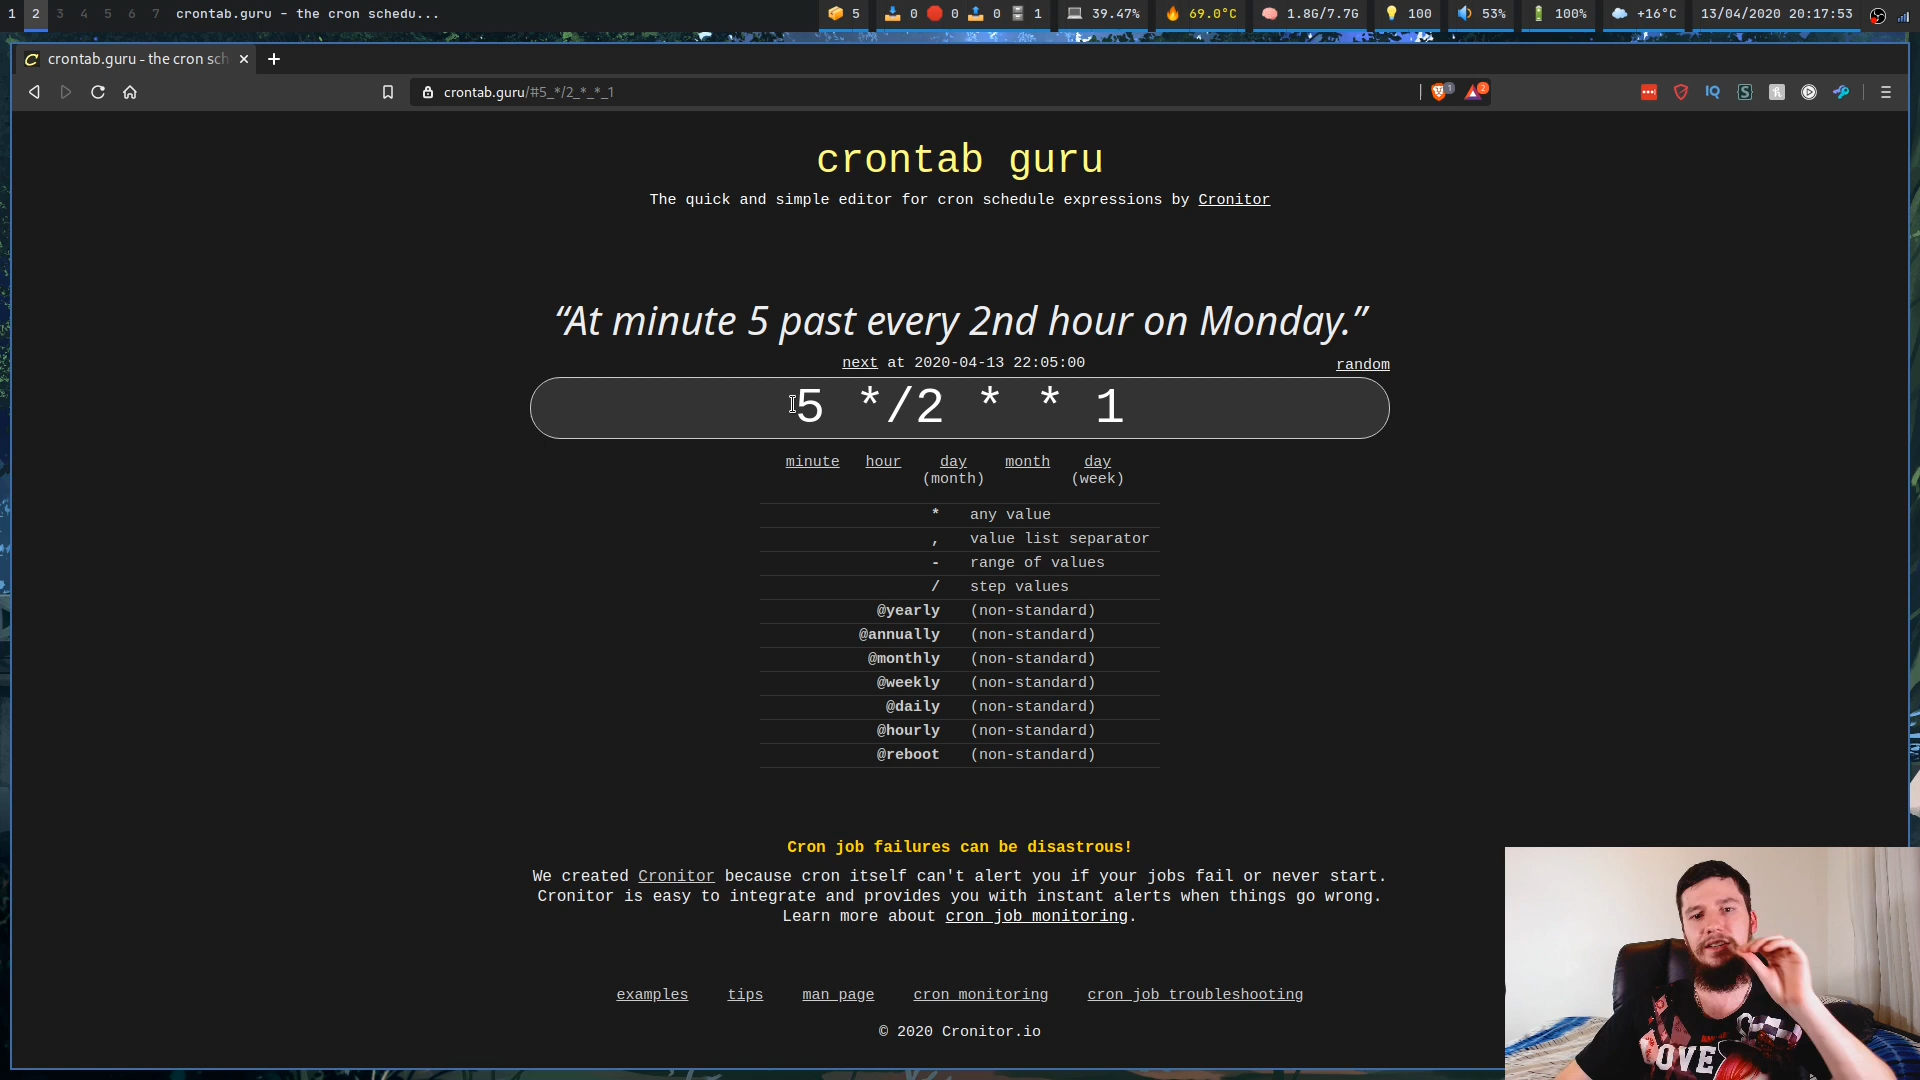 1 2 3 4 5 6 7 crontab.guru - the cron schedu... 5 0 0 0 1 39.47% 69.0°C 1.8G/7.7G 100 53% 100% +16°C 13/04/2020 20:17:53
crontab.guru - the cron sch
crontab.guru/#5_*/2_*_*_1 1 2 IQ S
crontab guru
The quick and simple editor for cron schedule expressions by Cronitor
“At minute 5 past every 2nd hour on Monday.”
next at 2020-04-13 22:05:00
random
5 */2 * * 1
minute hour day month day
(month) (week)
* any value
, value list separator
- range of values
/ step values
@yearly (non-standard)
@annually (non-standard)
@monthly (non-standard)
@weekly (non-standard)
@daily (non-standard)
@hourly (non-standard)
@reboot (non-standard)
Cron job failures can be disastrous!
We created Cronitor because cron itself can't alert you if your jobs fail or never start.
Cronitor is easy to integrate and provides you with instant alerts when things go wrong.
Learn more about cron job monitoring.
examples tips man page cron monitoring cron job troubleshooting
© 2020 Cronitor.io